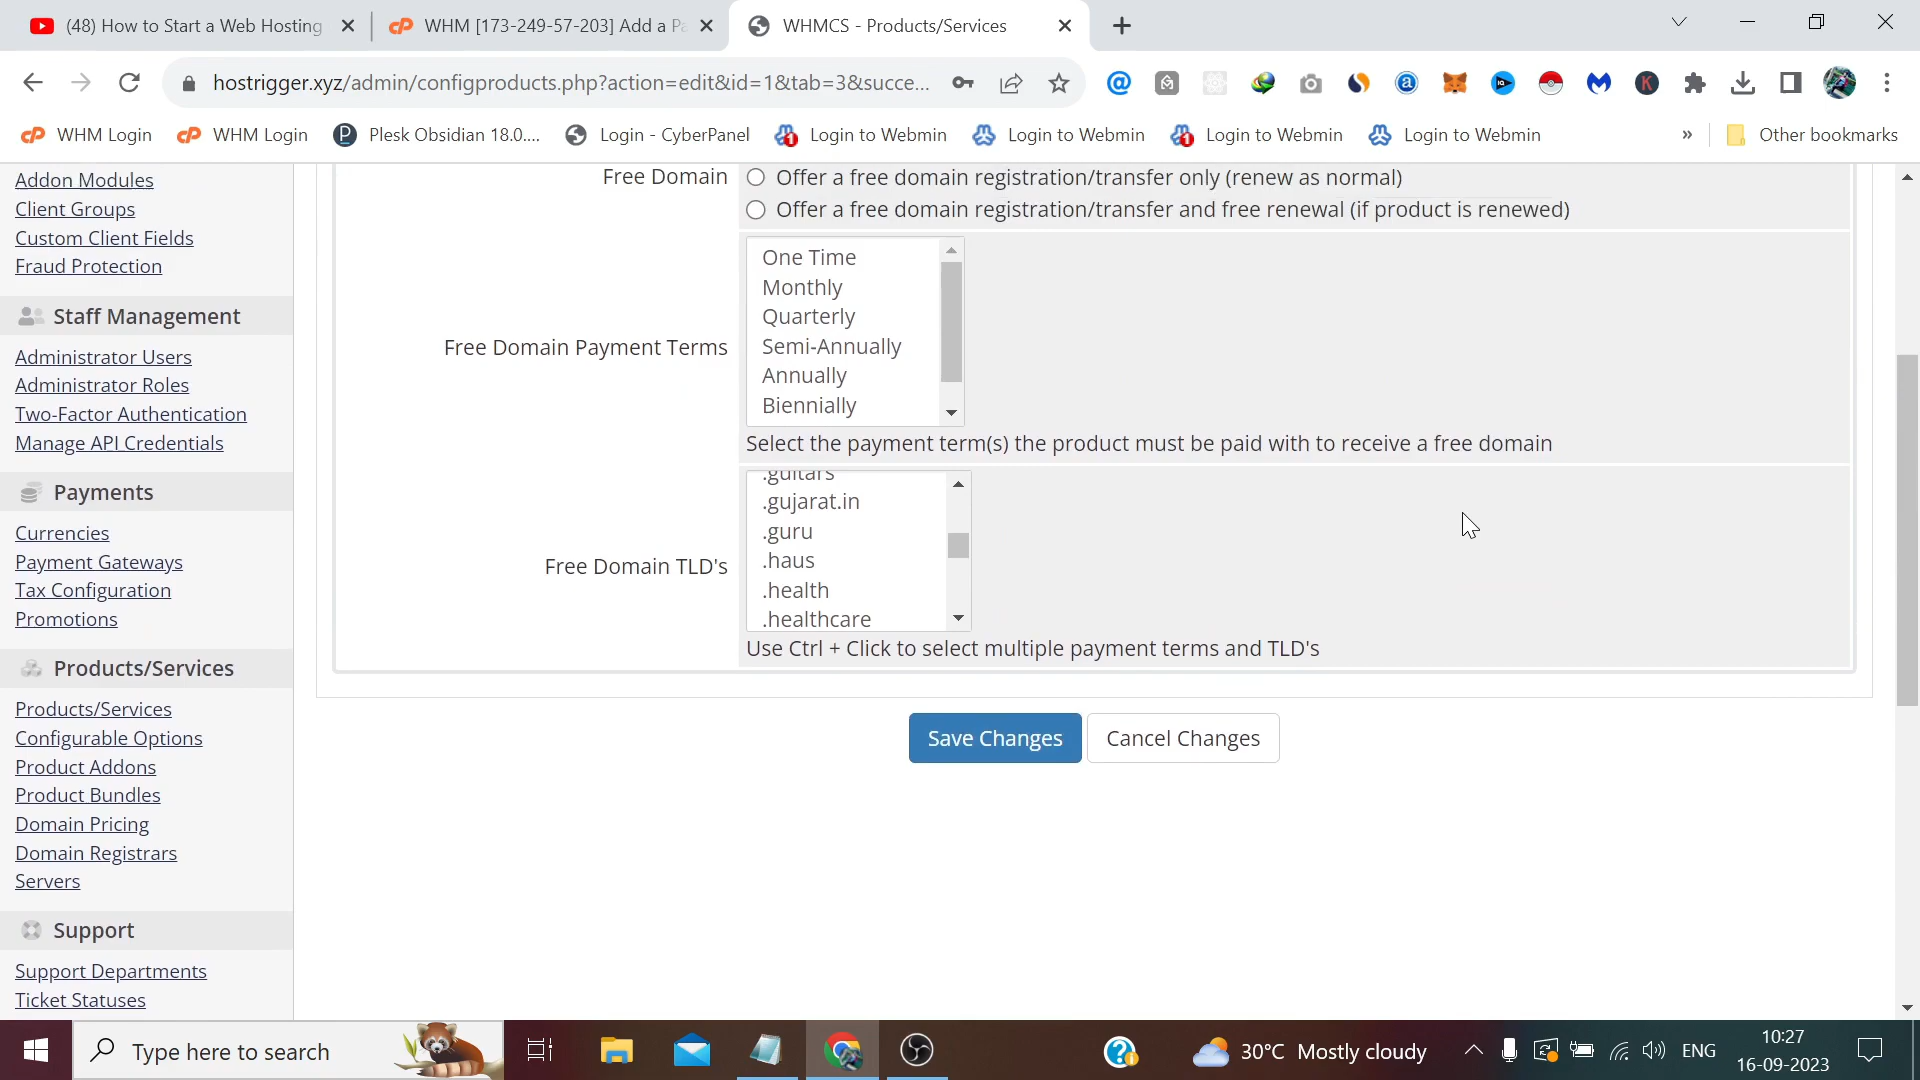 (48) How to Start a Web Hosting
WHM [173-249-57-203] Add a Pa
WHMCS - Products/Services
hostrigger.xyz/admin/configproducts.php?action=edit&id=1&tab=3&succe...
WHM Login
WHM Login
Plesk Obsidian 18.0....
Login - CyberPanel
Login to Webmin
Login to Webmin
Login to Webmin
Login to Webmin
»
Other bookmarks
Addon Modules
Client Groups
Custom Client Fields
Fraud Protection
Staff Management
Administrator Users
Administrator Roles
Two-Factor Authentication
Manage API Credentials
Payments
Currencies
Payment Gateways
Tax Configuration
Promotions
Products/Services
Products/Services
Configurable Options
Product Addons
Product Bundles
Domain Pricing
Domain Registrars
Servers
Support
Support Departments
Ticket Statuses
Free Domain
Offer a free domain registration/transfer only (renew as normal)
Offer a free domain registration/transfer and free renewal (if product is renewed)
Free Domain Payment Terms
One Time
Monthly
Quarterly
Semi-Annually
Annually
Biennially
Select the payment term(s) the product must be paid with to receive a free domain
Free Domain TLD's
.guitars
.gujarat.in
.guru
.haus
.health
.healthcare
Use Ctrl + Click to select multiple payment terms and TLD's
Save Changes
Cancel Changes
Type here to search
30°C Mostly cloudy
ENG
10:27
16-09-2023